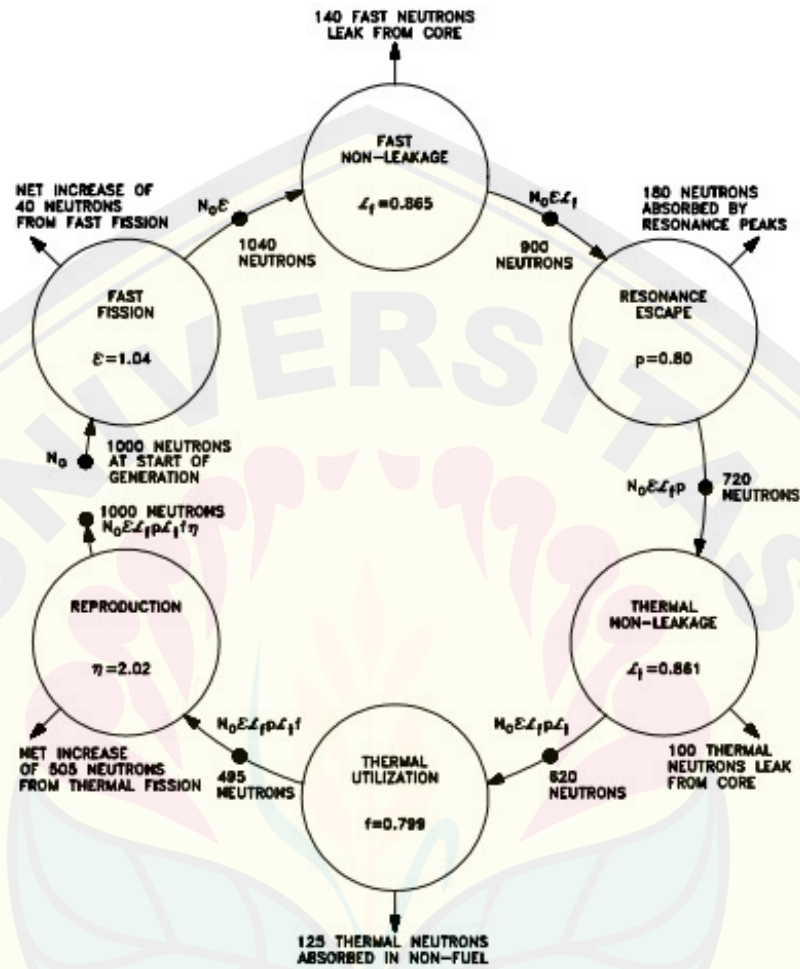 140 FAST NEUTRONS
LEAK FROM CORE
FAST
NON-LEAKAGE
ℒf=0.865
NET INCREASE OF
40 NEUTRONS
FROM FAST FISSION
N₀ε
1040
NEUTRONS
N₀εℒf
900
NEUTRONS
180 NEUTRONS
ABSORBED BY
RESONANCE PEAKS
FAST
FISSION
ε=1.04
RESONANCE
ESCAPE
p=0.80
N₀
1000 NEUTRONS
AT START OF
GENERATION
N₀εℒfp
720
NEUTRONS
1000 NEUTRONS
N₀εℒfpℒtfη
REPRODUCTION
η=2.02
THERMAL
NON-LEAKAGE
ℒt=0.861
NET INCREASE
OF 505 NEUTRONS
FROM THERMAL FISSION
N₀εℒfpℒtf
495
NEUTRONS
THERMAL
UTILIZATION
f=0.799
N₀εℒfpℒt
620
NEUTRONS
100 THERMAL
NEUTRONS LEAK
FROM CORE
125 THERMAL NEUTRONS
ABSORBED IN NON-FUEL
UNIVERSITAS